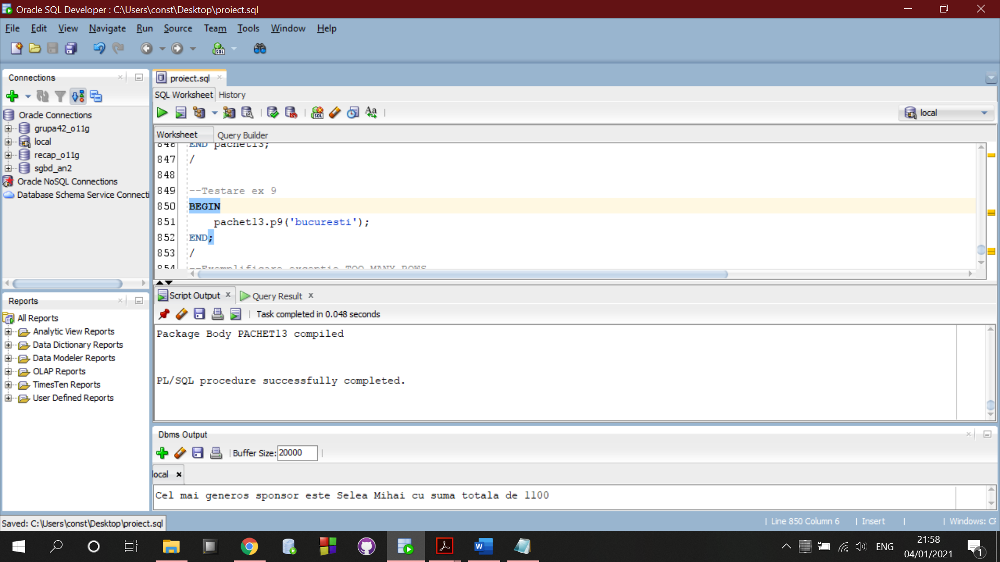 Oracle SQL Developer : C:\Users\const\Desktop\proiect.sql
File Edit View Navigate Run Source Team Tools Window Help
Connections
proiect.sql
SQL Worksheet History
local
Oracle Connections
grupa42_o11g
local
recap_o11g
sgbd_an2
Oracle NoSQL Connections
Database Schema Service Connecti
Worksheet Query Builder
846 END pachet13;
847 /
848
849 --Testare ex 9
850 BEGIN
851 pachet13.p9('bucuresti');
852 END;
853 /
854 --Exemplificare exceptie TOO_MANY_ROWS
Script Output Query Result
Task completed in 0.048 seconds
Package Body PACHET13 compiled
PL/SQL procedure successfully completed.
Reports
All Reports
Analytic View Reports
Data Dictionary Reports
Data Modeler Reports
OLAP Reports
TimesTen Reports
User Defined Reports
Dbms Output
Buffer Size: 20000
local
Cel mai generos sponsor este Selea Mihai cu suma totala de 1100
Saved: C:\Users\const\Desktop\proiect.sql
Line 850 Column 6 Insert Windows: CF
ENG
21:58
04/01/2021
1